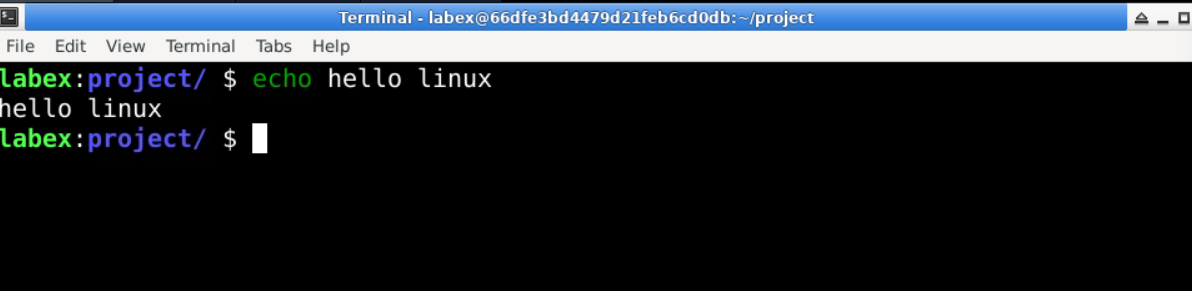 Terminal - labex@66dfe3bd4479d21feb6cd0db:~/project
File Edit View Terminal Tabs Help
labex:project/ $ echo hello linux
hello linux
labex:project/ $